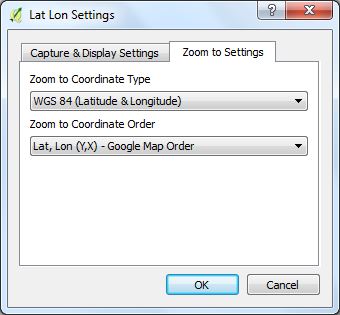 Lat Lon Settings
Capture & Display Settings
Zoom to Settings
Zoom to Coordinate Type
WGS 84 (Latitude & Longitude)
Zoom to Coordinate Order
Lat, Lon (Y,X) - Google Map Order
OK
Cancel